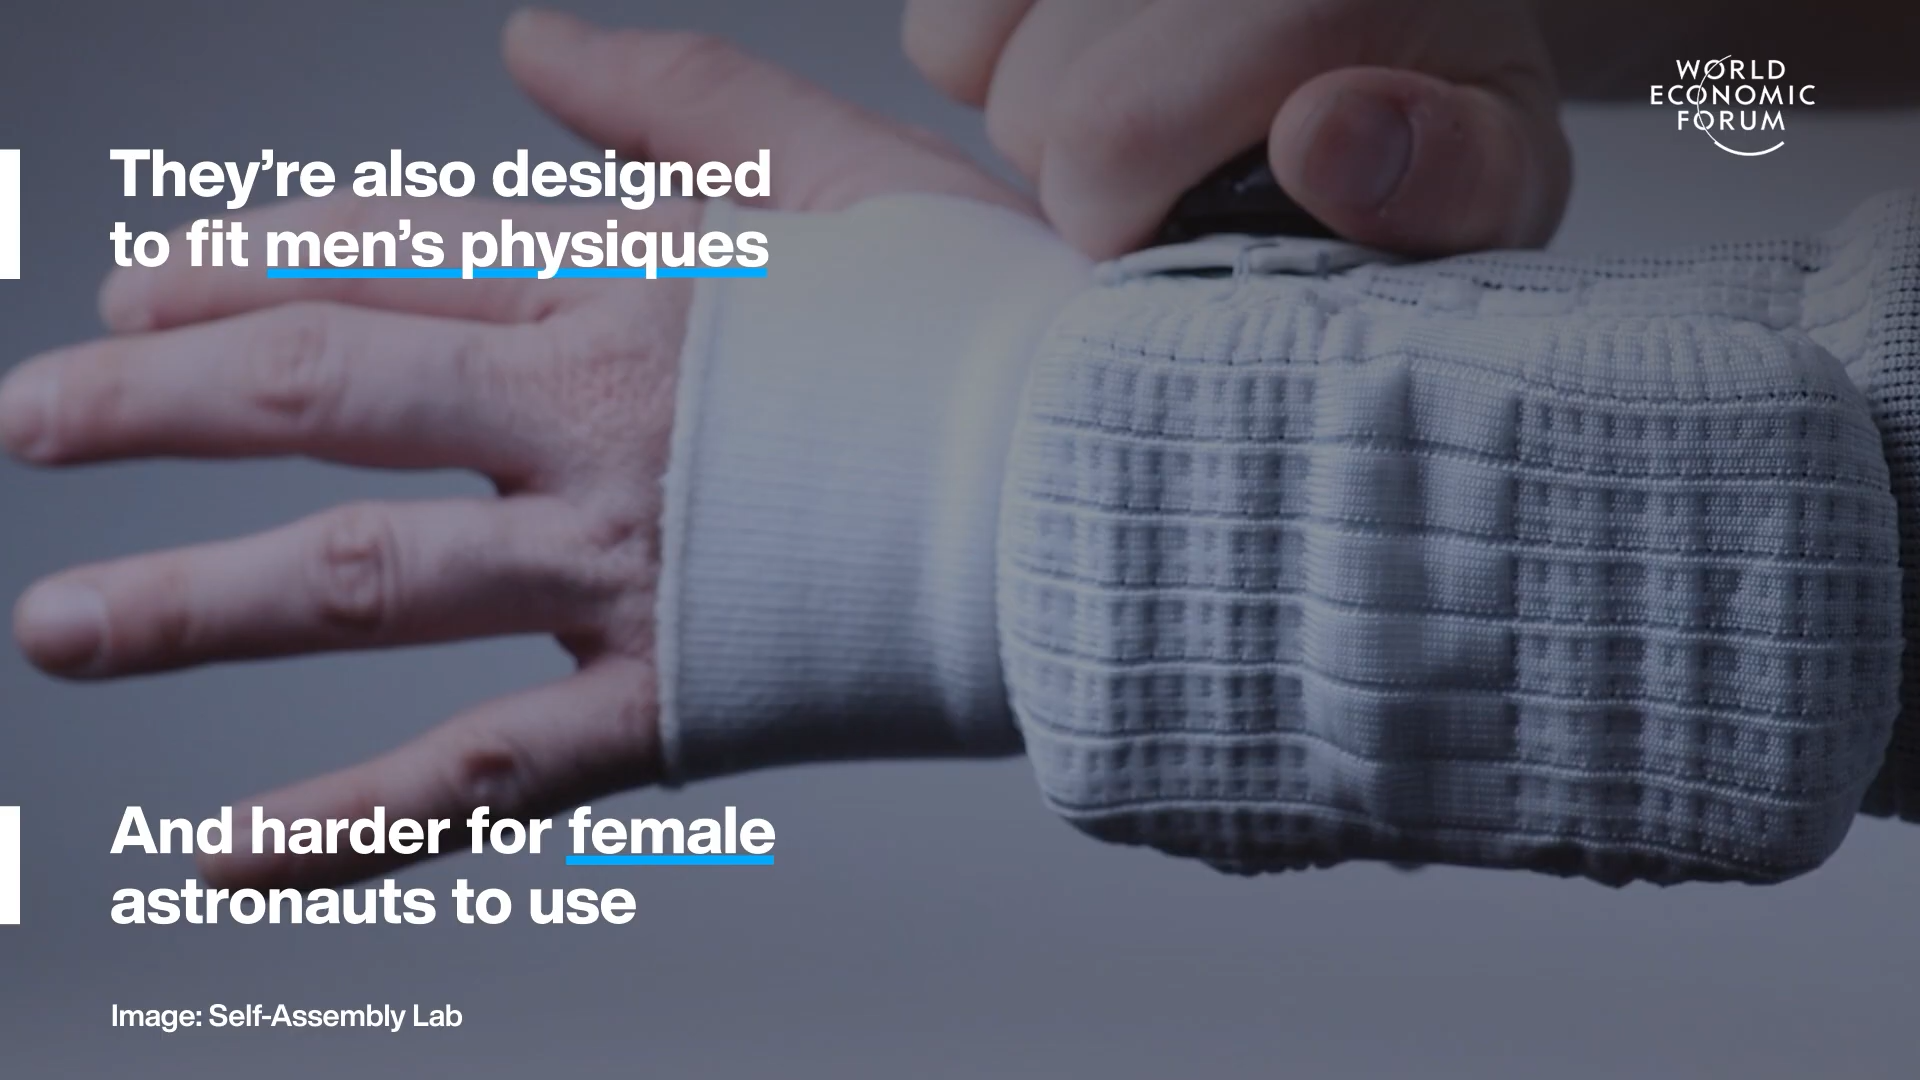 WORLD
ECONOMIC
FORUM
They’re also designed
to fit men’s physiques
And harder for female
astronauts to use
Image: Self-Assembly Lab